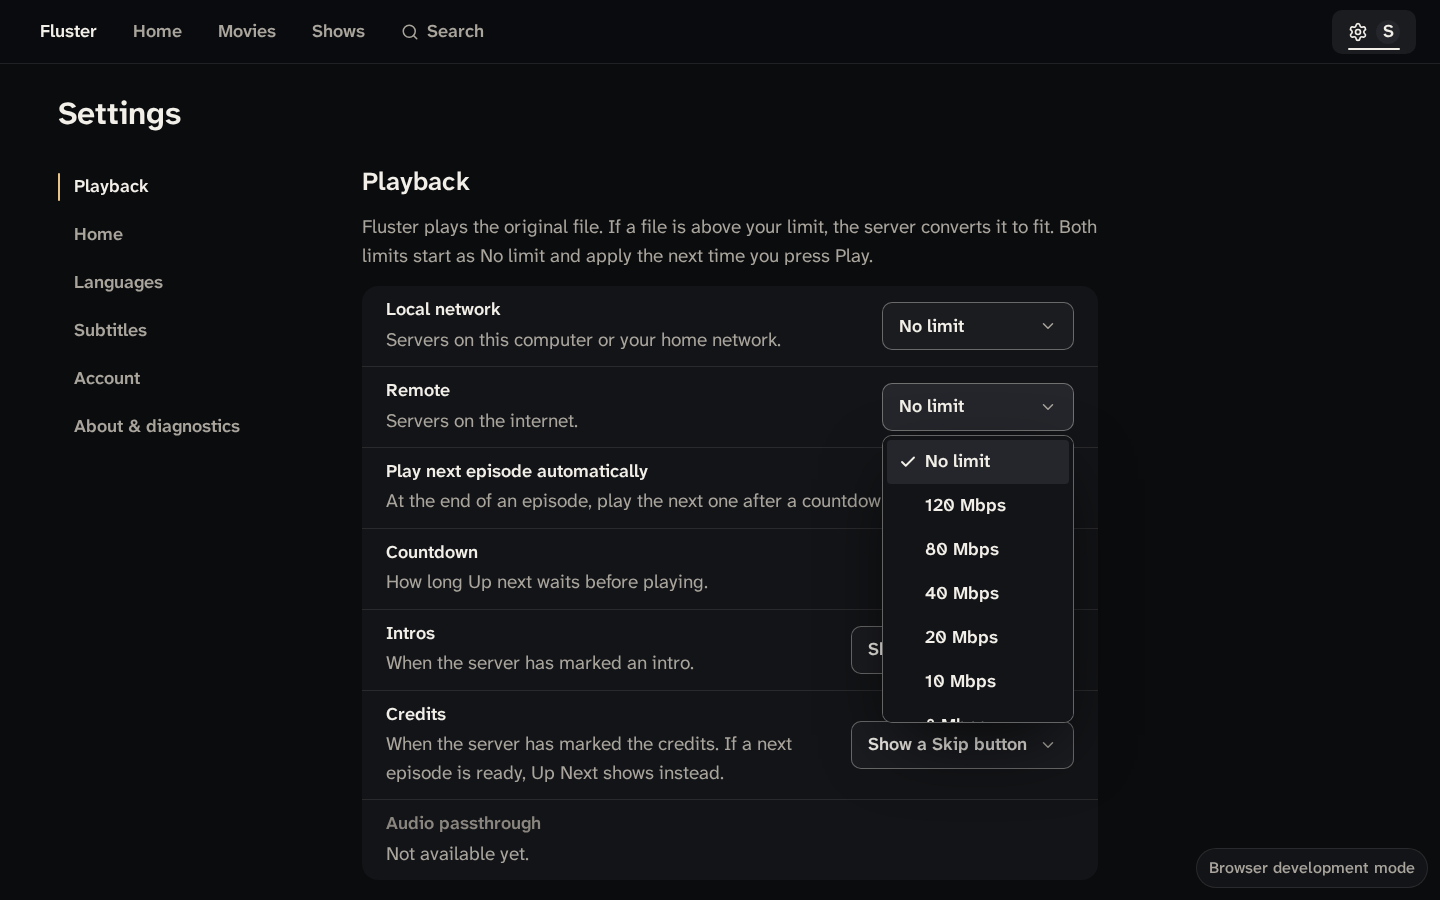 Fluster
Home
Movies
Shows
Search
S
Settings
Playback
Home
Languages
Subtitles
Account
About & diagnostics
Playback
Fluster plays the original file. If a file is above your limit, the server converts it to fit. Both
limits start as No limit and apply the next time you press Play.
Local network
Servers on this computer or your home network.
No limit
Remote
Servers on the internet.
No limit
No limit
120 Mbps
80 Mbps
40 Mbps
20 Mbps
10 Mbps
Play next episode automatically
At the end of an episode, play the next one after a
Countdown
How long Up next waits before playing.
Intros
When the server has marked an intro.
Credits
When the server has marked the credits. If a next
episode is ready, Up Next shows instead.
Show a Skip button
Audio passthrough
Not available yet.
Browser development mode